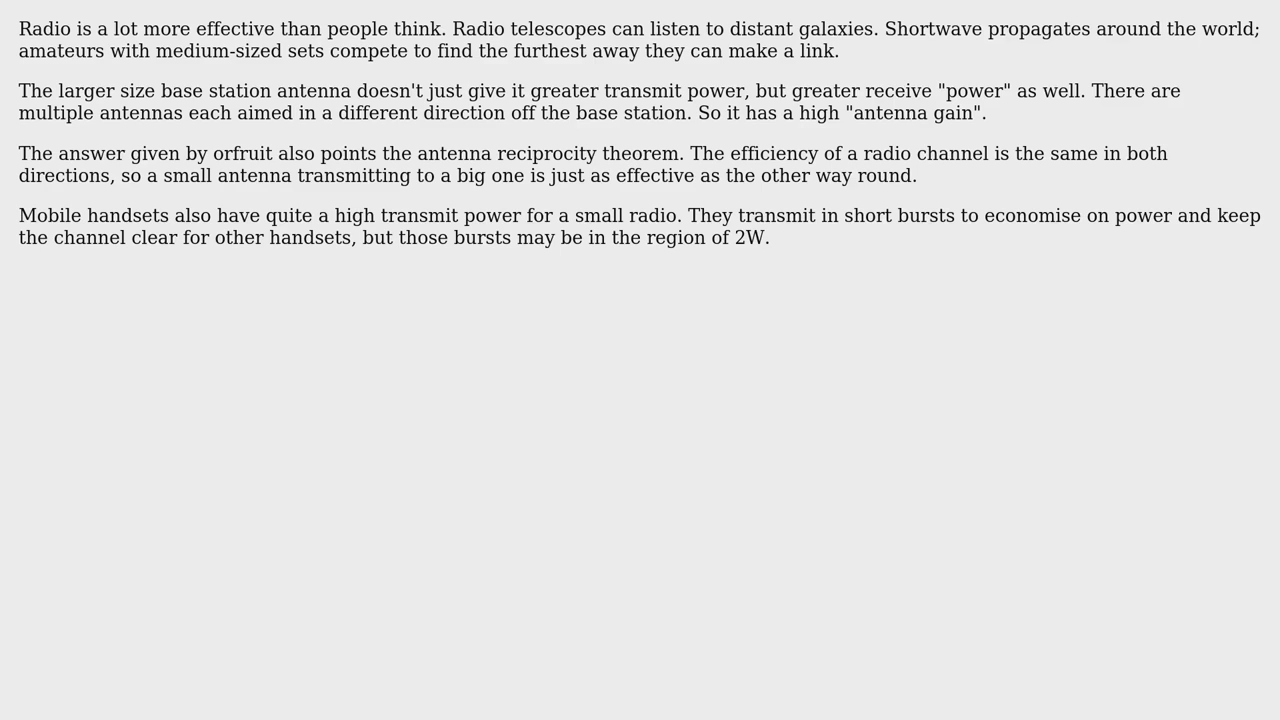 Radio is a lot more effective than people think. Radio telescopes can listen to distant galaxies. Shortwave propagates around the world;
amateurs with medium-sized sets compete to find the furthest away they can make a link.
The larger size base station antenna doesn't just give it greater transmit power, but greater receive "power" as well. There are
multiple antennas each aimed in a different direction off the base station. So it has a high "antenna gain".
The answer given by orfruit also points the antenna reciprocity theorem. The efficiency of a radio channel is the same in both
directions, so a small antenna transmitting to a big one is just as effective as the other way round.
Mobile handsets also have quite a high transmit power for a small radio. They transmit in short bursts to economise on power and keep
the channel clear for other handsets, but those bursts may be in the region of 2W.